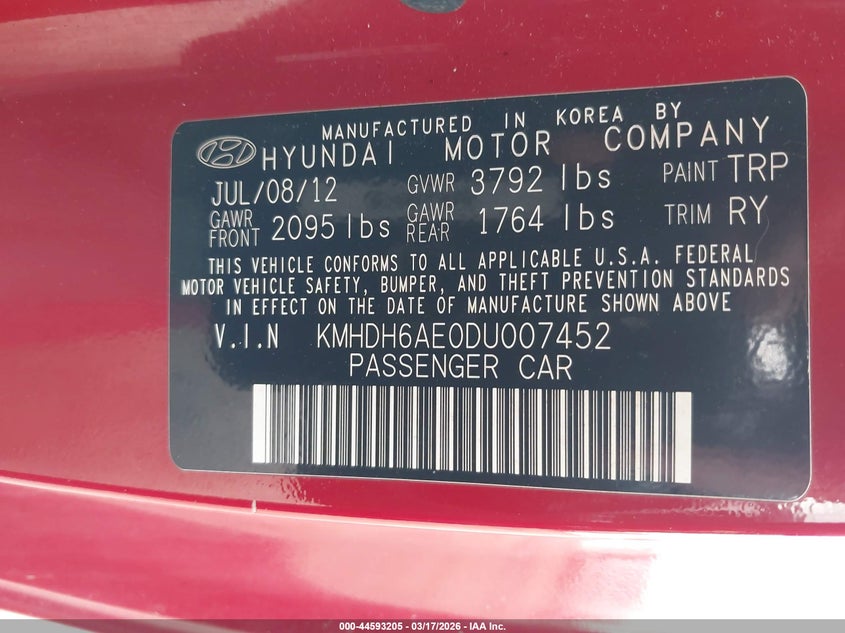 MANUFACTURED IN KOREA BY
HYUNDAI MOTOR COMPANY
JUL/08/12 GVWR 3792 lbs PAINT TRP
GAWR FRONT 2095 lbs GAWR REAR 1764 lbs TRIM RY
THIS VEHICLE CONFORMS TO ALL APPLICABLE U.S.A. FEDERAL
MOTOR VEHICLE SAFETY, BUMPER, AND THEFT PREVENTION STANDARDS
IN EFFECT ON THE DATE OF MANUFACTURE SHOWN ABOVE
V.I.N KMHDH6AE0DU007452
PASSENGER CAR
000-44593205 - 03/17/2026 - IAA Inc.